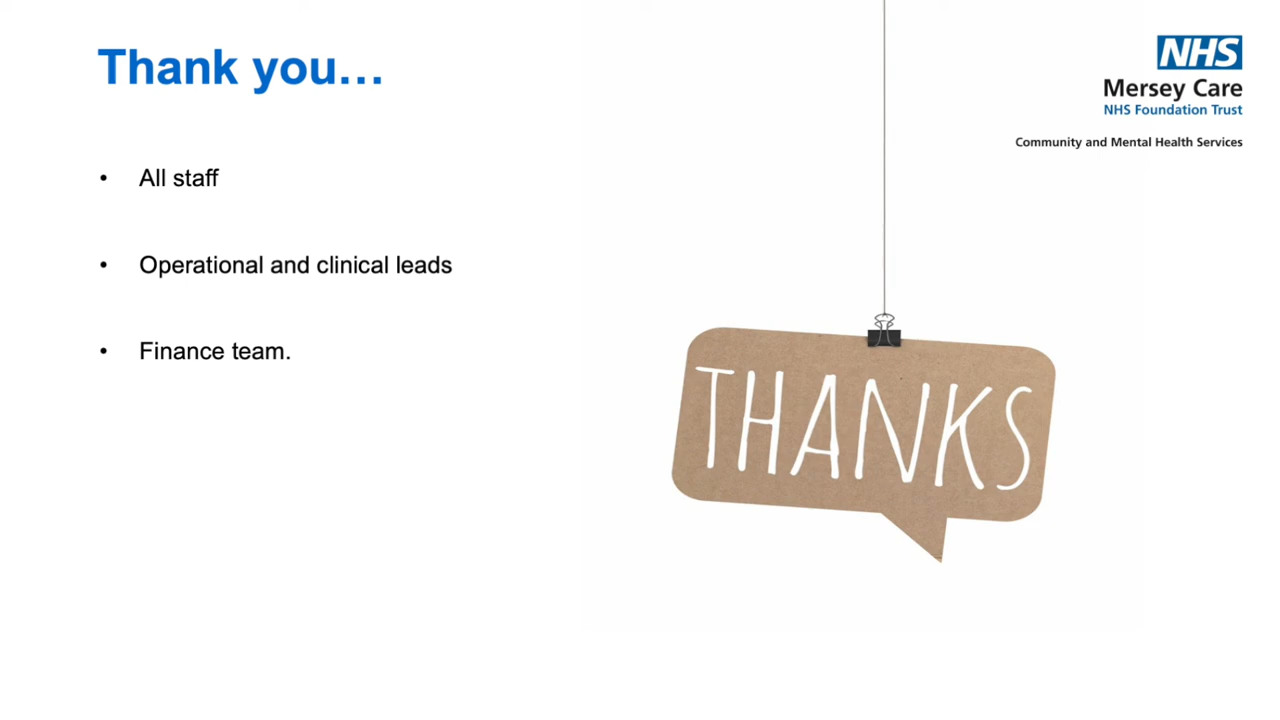 Thank you…
NHS
Mersey Care
NHS Foundation Trust
Community and Mental Health Services
• All staff
• Operational and clinical leads
• Finance team.
THANKS